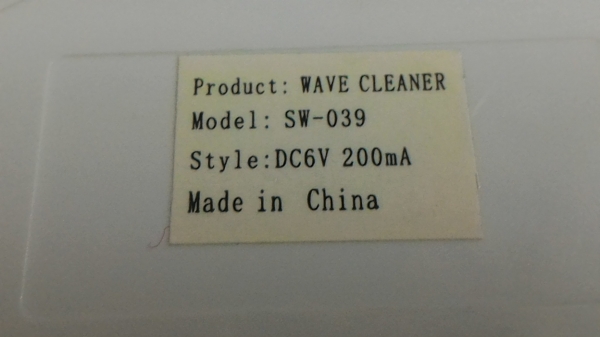 Product: WAVE CLEANER
Model: SW-039
Style:DC6V 200mA
Made in China